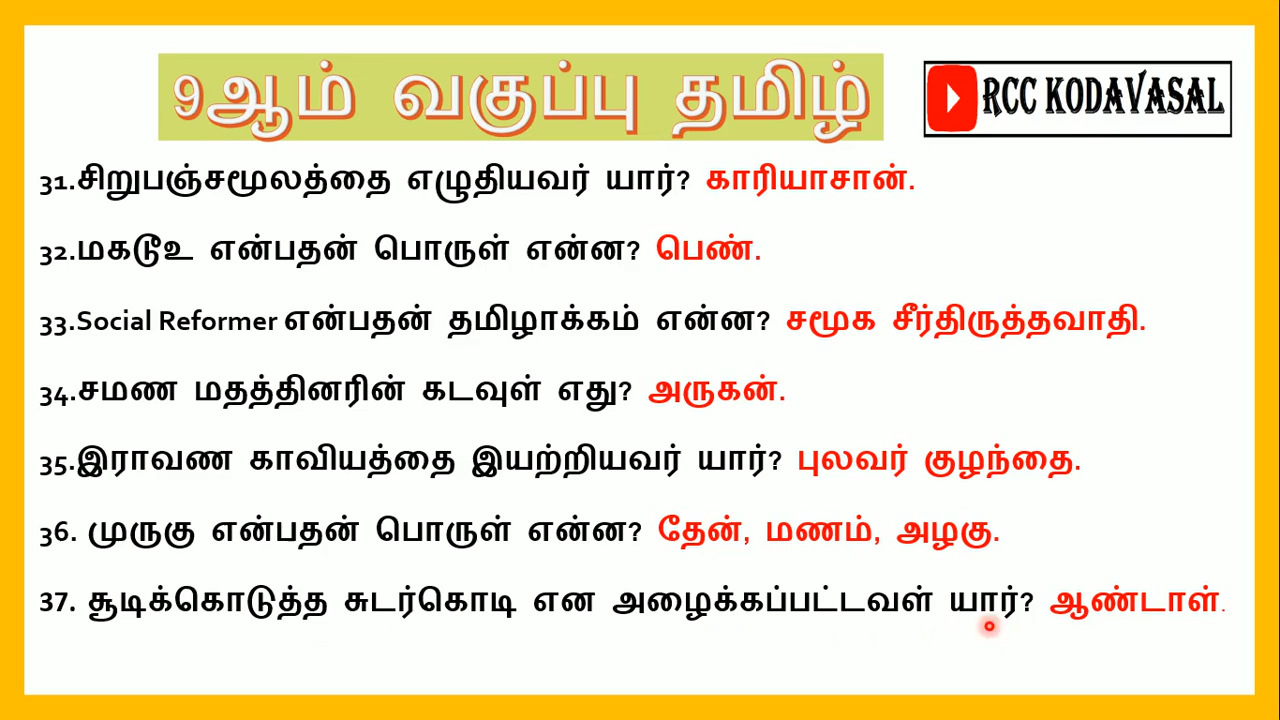 9ஆம் வகுப்பு தமிழ்
RCC KODAVASAL
31.சிறுபஞ்சமூலத்தை எழுதியவர் யார்? காரியாசான்.
32.மகடூஉ என்பதன் பொருள் என்ன? பெண்.
33.Social Reformer என்பதன் தமிழாக்கம் என்ன? சமூக சீர்திருத்தவாதி.
34.சமண மதத்தினரின் கடவுள் எது? அருகன்.
35.இராவண காவியத்தை இயற்றியவர் யார்? புலவர் குழந்தை.
36. முருகு என்பதன் பொருள் என்ன? தேன், மணம், அழகு.
37. சூடிக்கொடுத்த சுடர்கொடி என அழைக்கப்பட்டவள் யார்? ஆண்டாள்.